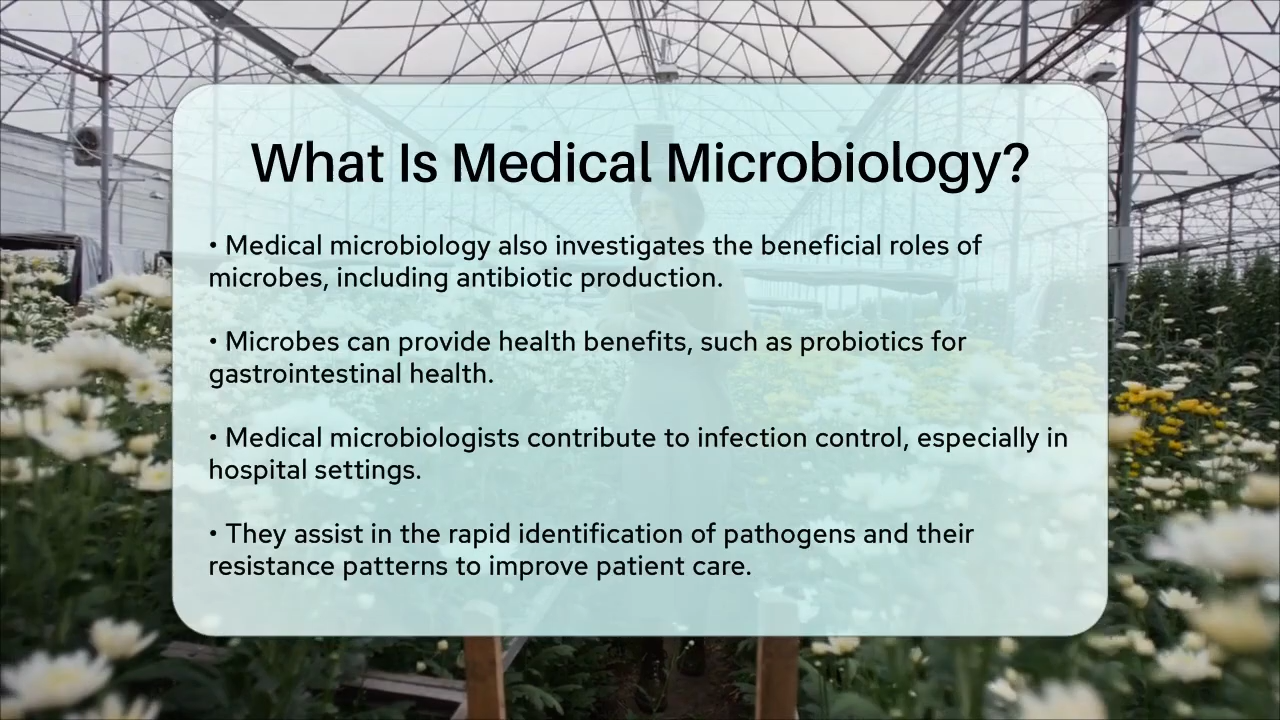 What Is Medical Microbiology?
• Medical microbiology also investigates the beneficial roles of
microbes, including antibiotic production.
• Microbes can provide health benefits, such as probiotics for
gastrointestinal health.
• Medical microbiologists contribute to infection control, especially in
hospital settings.
• They assist in the rapid identification of pathogens and their
resistance patterns to improve patient care.